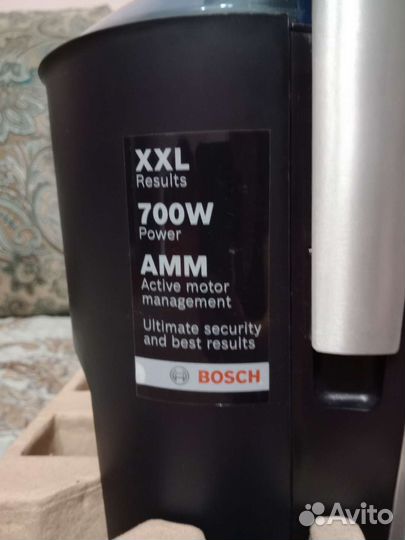 XXL
Results
700W
Power
AMM
Active motor
management
Ultimate security
and best results
BOSCH
Avito